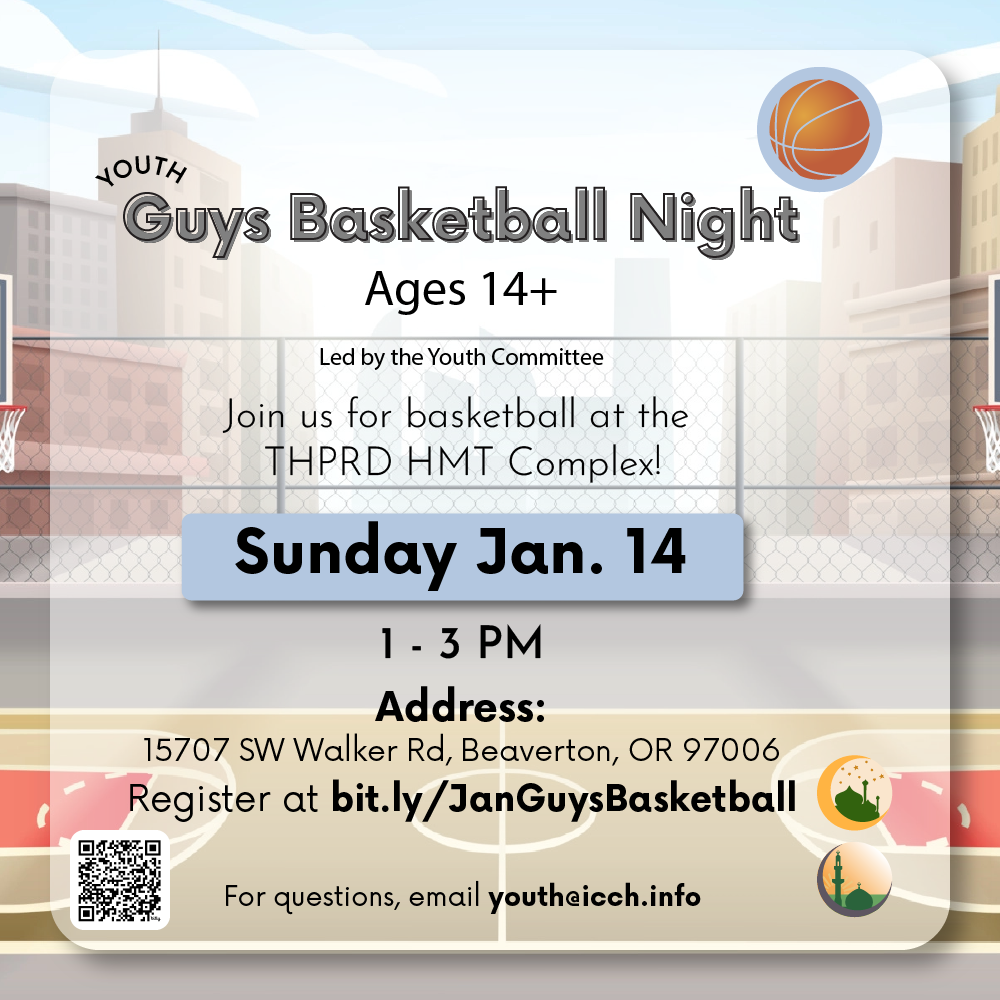 YOUTH
Guys Basketball Night
Ages 14+
Led by the Youth Committee
Join us for basketball at the
THPRD HMT Complex!
Sunday Jan. 14
1 - 3 PM
Address:
15707 SW Walker Rd, Beaverton, OR 97006
Register at bit.ly/JanGuysBasketball
For questions, email youth@icch.info